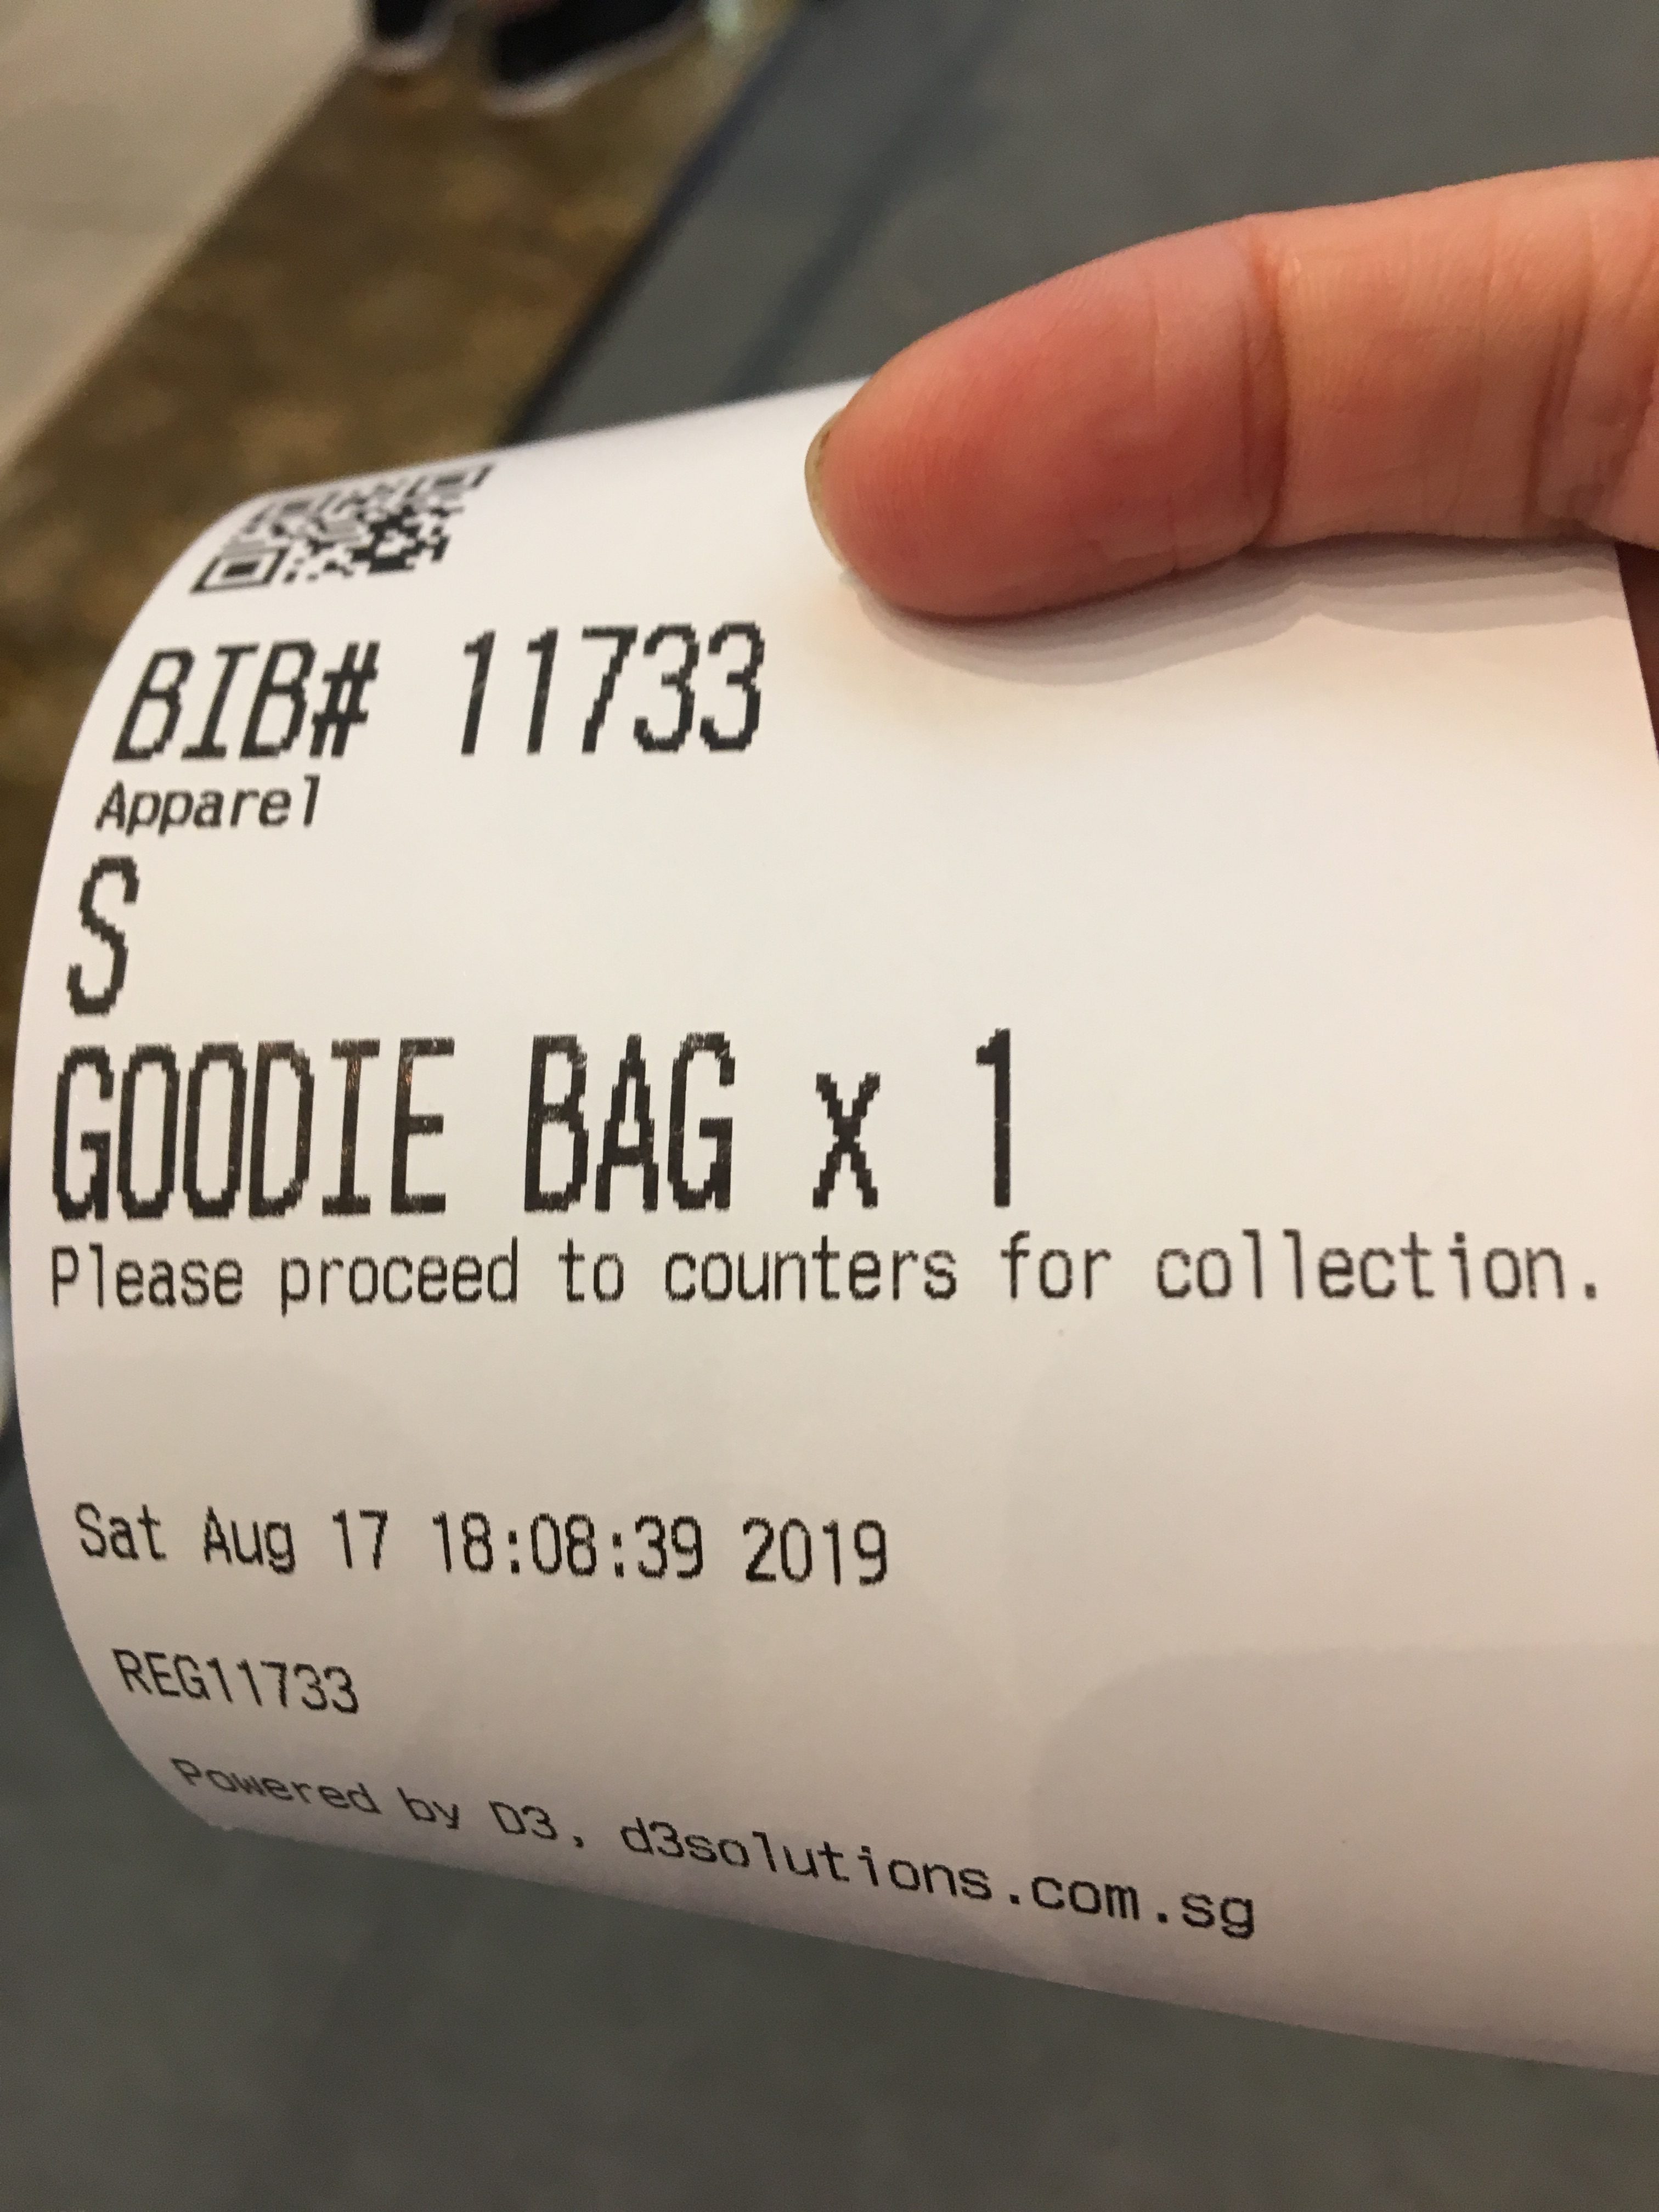 BIB# 11733
Apparel
S
GOODIE BAG x 1
Please proceed to counters for collection.
Sat Aug 17 18:08:39 2019
REG11733
Powered by D3, d3solutions.com.sg